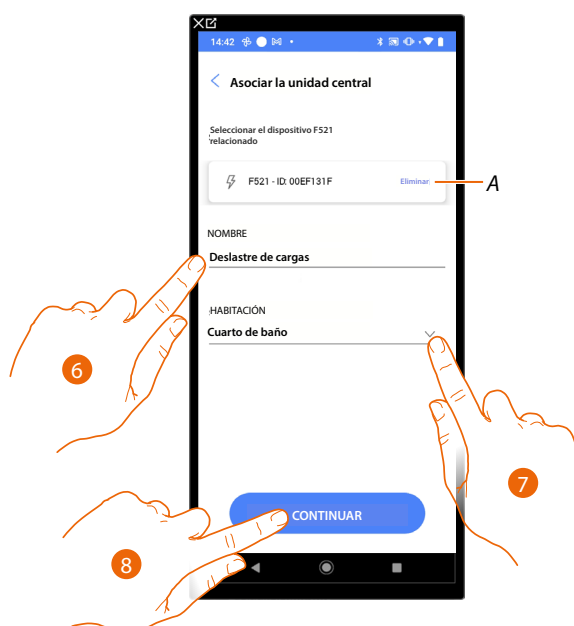 14:42
Asociar la unidad central
Seleccionar el dispositivo F521
relacionado
F521 - ID: 00EF131F
Eliminar
A
NOMBRE
Deslastre de cargas
HABITACIÓN
Cuarto de baño
6
7
CONTINUAR
8